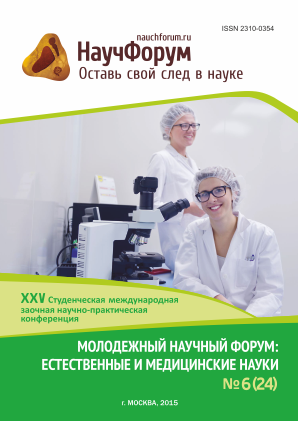 ISSN 2310-0354
nauchforum.ru
НаучФорум
Оставь свой след в науке
XXV Студенческая международная
заочная научно-практическая
конференция
МОЛОДЕЖНЫЙ НАУЧНЫЙ ФОРУМ:
ЕСТЕСТВЕННЫЕ И МЕДИЦИНСКИЕ НАУКИ
№6(24)
г. МОСКВА, 2015